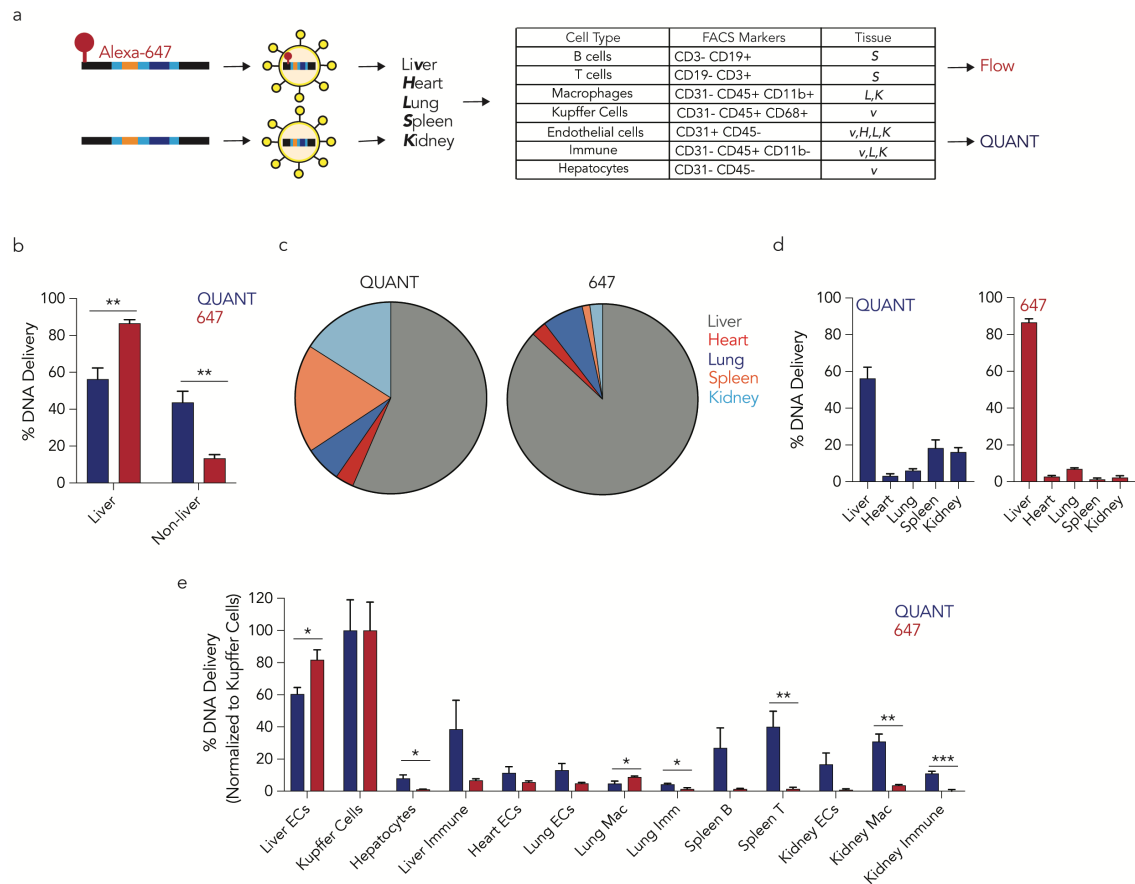 a
Alexa-647
Liver
Heart
Lung
Spleen
Kidney
Cell Type FACS Markers Tissue
B cells CD3- CD19+ S
T cells CD19- CD3+ S
Macrophages CD31- CD45+ CD11b+ L,K
Kupffer Cells CD31- CD45+ CD68+ v
Endothelial cells CD31+ CD45- v,H,L,K
Immune CD31- CD45+ CD11b- v,L,K
Hepatocytes CD31- CD45- v
Flow
QUANT
b
% DNA Delivery
100
80
60
40
20
0
**
**
QUANT
647
Liver
Non-liver
c
QUANT
647
Liver
Heart
Lung
Spleen
Kidney
d
% DNA Delivery
100
80
60
40
20
0
QUANT
Liver
Heart
Lung
Spleen
Kidney
100
80
60
40
20
0
647
Liver
Heart
Lung
Spleen
Kidney
e
% DNA Delivery
(Normalized to Kupffer Cells)
120
100
80
60
40
20
0
*
*
*
*
**
**
***
QUANT
647
Liver ECs
Kupffer Cells
Hepatocytes
Liver Immune
Heart ECs
Lung ECs
Lung Mac
Lung Imm
Spleen B
Spleen T
Kidney ECs
Kidney Mac
Kidney Immune